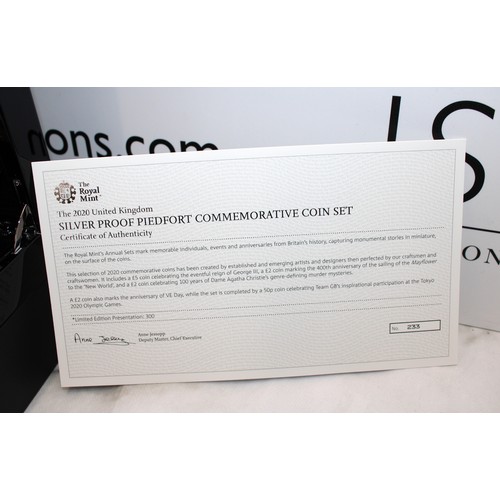 nons.com
LS
ON
The
Royal
Mint
The 2020 United Kingdom
SILVER PROOF PIEDFORT COMMEMORATIVE COIN SET
Certificate of Authenticity
The Royal Mint's Annual Sets mark memorable individuals, events and anniversaries from Britain's history, capturing monumental stories in miniature,
on the surface of the coins.
This selection of 2020 commemorative coins has been created by established and emerging artists and designers then perfected by our craftsmen and
craftswomen. It includes a £5 coin celebrating the eventful reign of George III, a £2 coin marking the 400th anniversary of the sailing of the Mayflower
to the 'New World', and a £2 coin celebrating 100 years of Dame Agatha Christie's genre-defining murder mysteries.
A £2 coin also marks the anniversary of VE Day, while the set is completed by a 50p coin celebrating Team GB's inspirational participation at the Tokyo
2020 Olympic Games.
*Limited Edition Presentation: 300
Anne Jessopp
Anne Jessopp
Deputy Master, Chief Executive
No. 233